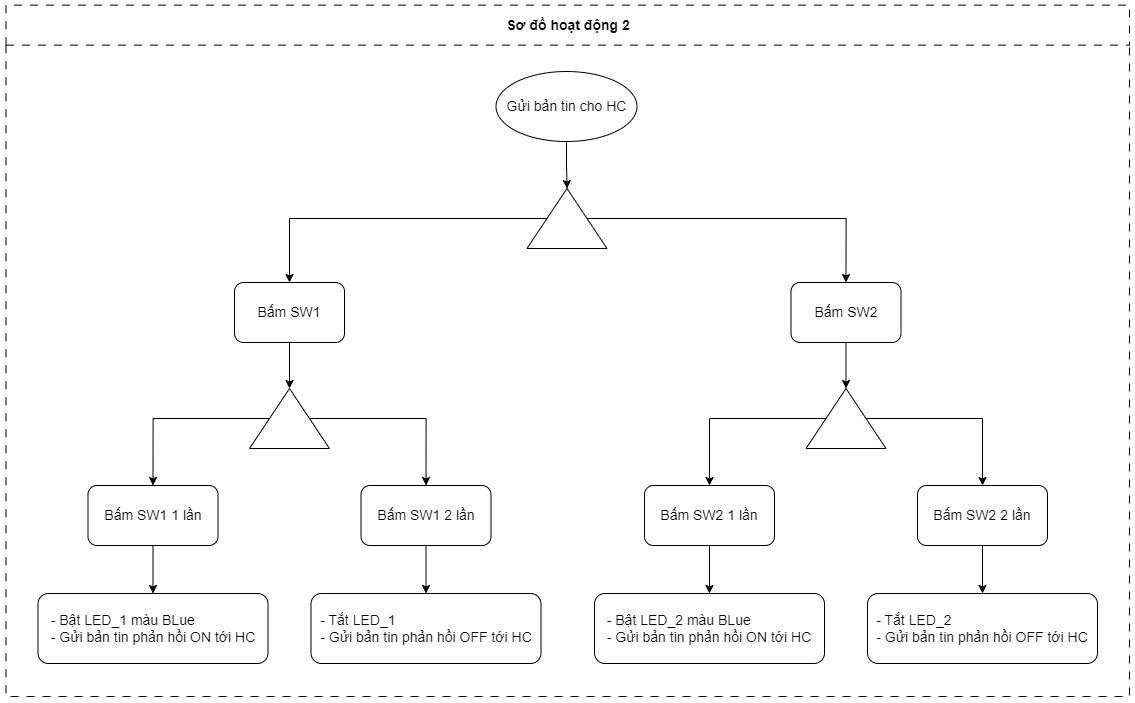 Sơ đồ hoạt động 2
Gửi bản tin cho HC
Bấm SW1
Bấm SW2
Bấm SW1 1 lần
Bấm SW1 2 lần
Bấm SW2 1 lần
Bấm SW2 2 lần
- Bật LED_1 màu BLue
- Gửi bản tin phản hồi ON tới HC
- Tắt LED_1
- Gửi bản tin phản hồi OFF tới HC
- Bật LED_2 màu BLue
- Gửi bản tin phản hồi ON tới HC
- Tắt LED_2
- Gửi bản tin phản hồi OFF tới HC